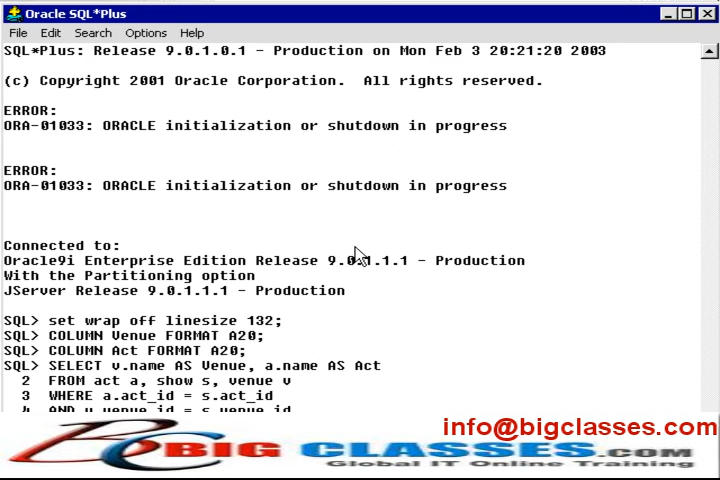 Oracle SQL*Plus
File Edit Search Options Help
SQL*Plus: Release 9.0.1.0.1 - Production on Mon Feb 3 20:21:20 2003
(c) Copyright 2001 Oracle Corporation.  All rights reserved.
ERROR:
ORA-01033: ORACLE initialization or shutdown in progress
ERROR:
ORA-01033: ORACLE initialization or shutdown in progress
Connected to:
Oracle9i Enterprise Edition Release 9.0.1.1.1 - Production
With the Partitioning option
JServer Release 9.0.1.1.1 - Production
SQL> set wrap off linesize 132;
SQL> COLUMN Venue FORMAT A20;
SQL> COLUMN Act FORMAT A20;
SQL> SELECT v.name AS Venue, a.name AS Act
2 FROM act a, show s, venue v
3 WHERE a.act_id = s.act_id
4 AND v.venue_id = s.venue_id
info@bigclasses.com
BIG CLASSES.COM
Global IT Online Training